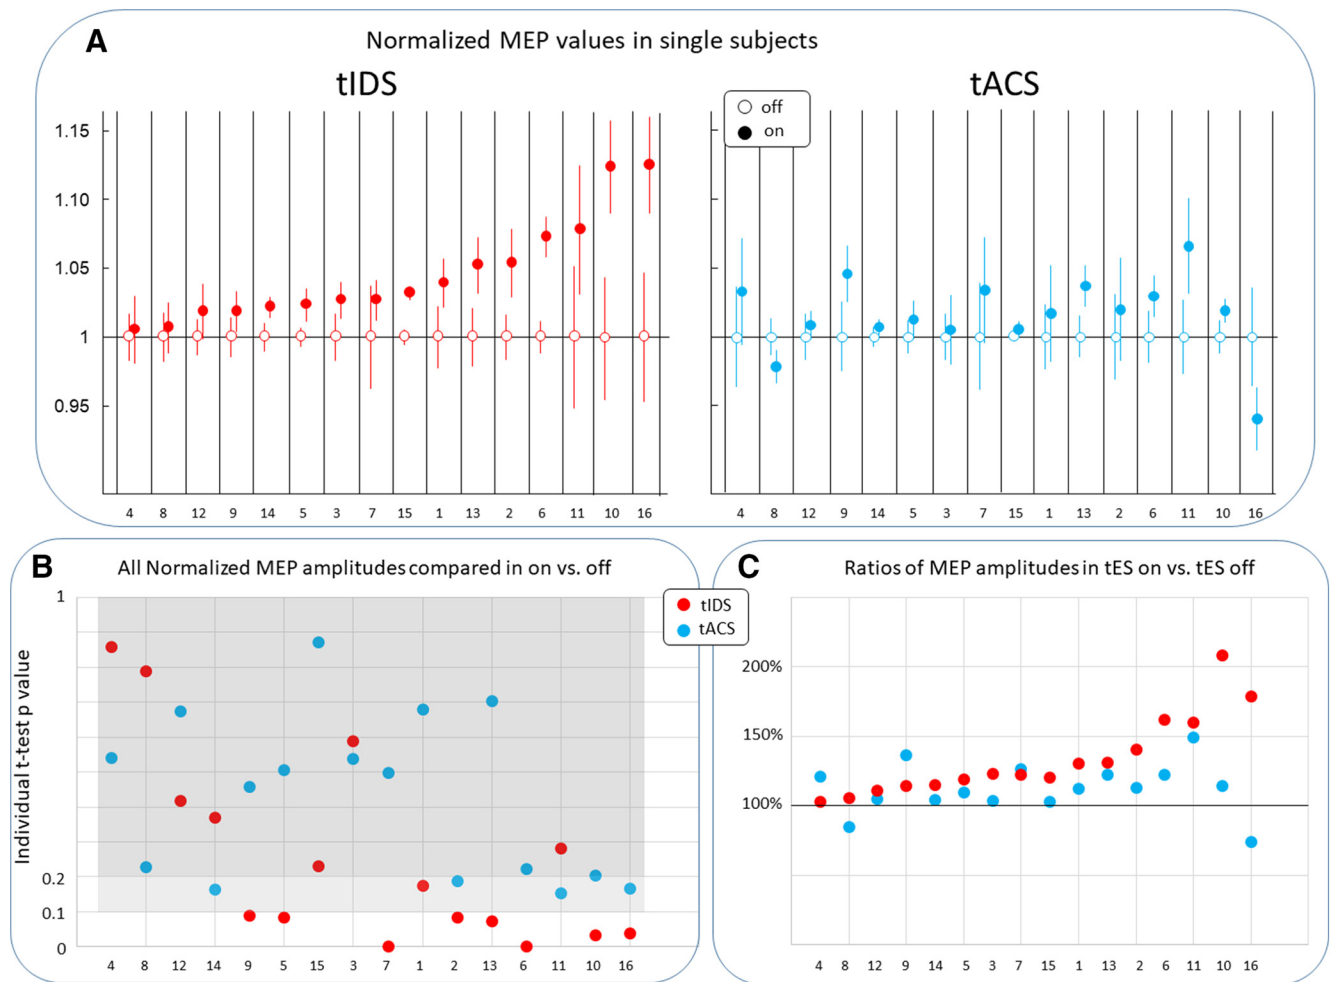 A
Normalized MEP values in single subjects
tIDS
tACS
off
on
1.15
1.10
1.05
1
0.95
4 8 12 9 14 5 3 7 15 1 13 2 6 11 10 16
4 8 12 9 14 5 3 7 15 1 13 2 6 11 10 16
B
All Normalized MEP amplitudes compared in on vs. off
tIDS
tACS
Individual t-test p value
1
0.2
0.1
0
4 8 12 14 9 5 15 3 7 1 2 13 6 11 10 16
C
Ratios of MEP amplitudes in tES on vs. tES off
200%
150%
100%
4 8 12 9 14 5 3 7 15 1 13 2 6 11 10 16